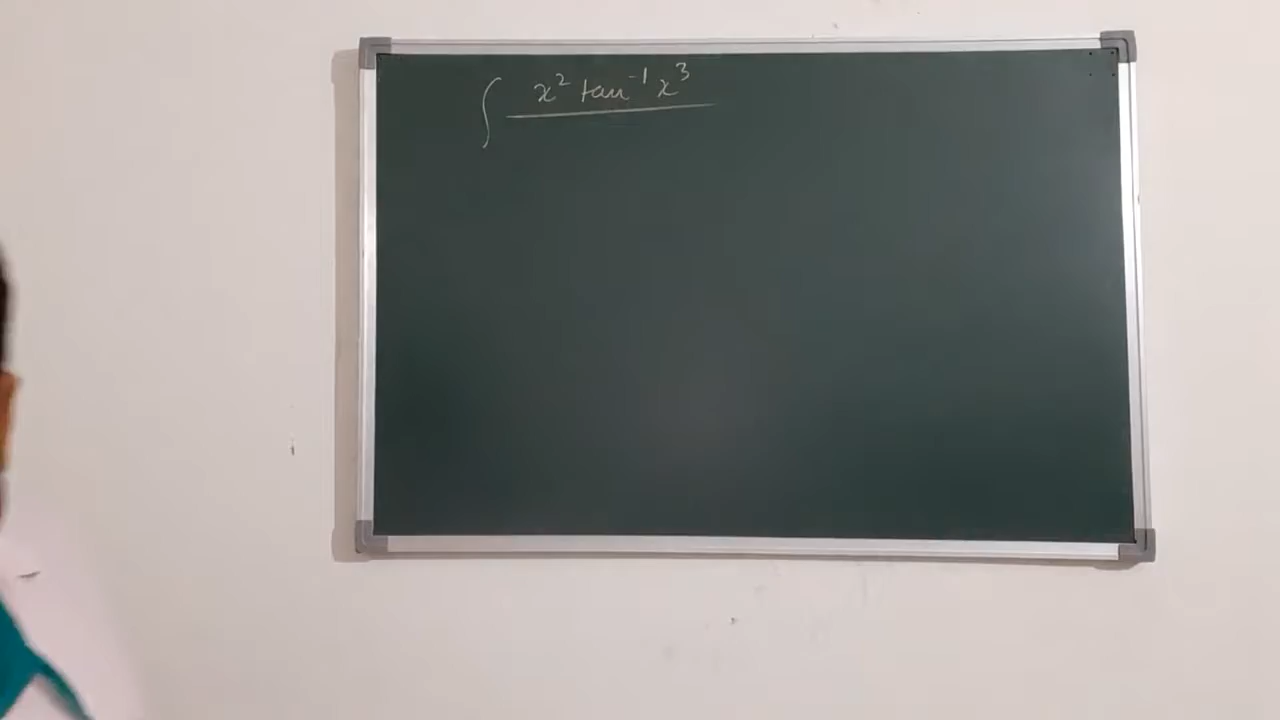 ∫ x² tan⁻¹ x³